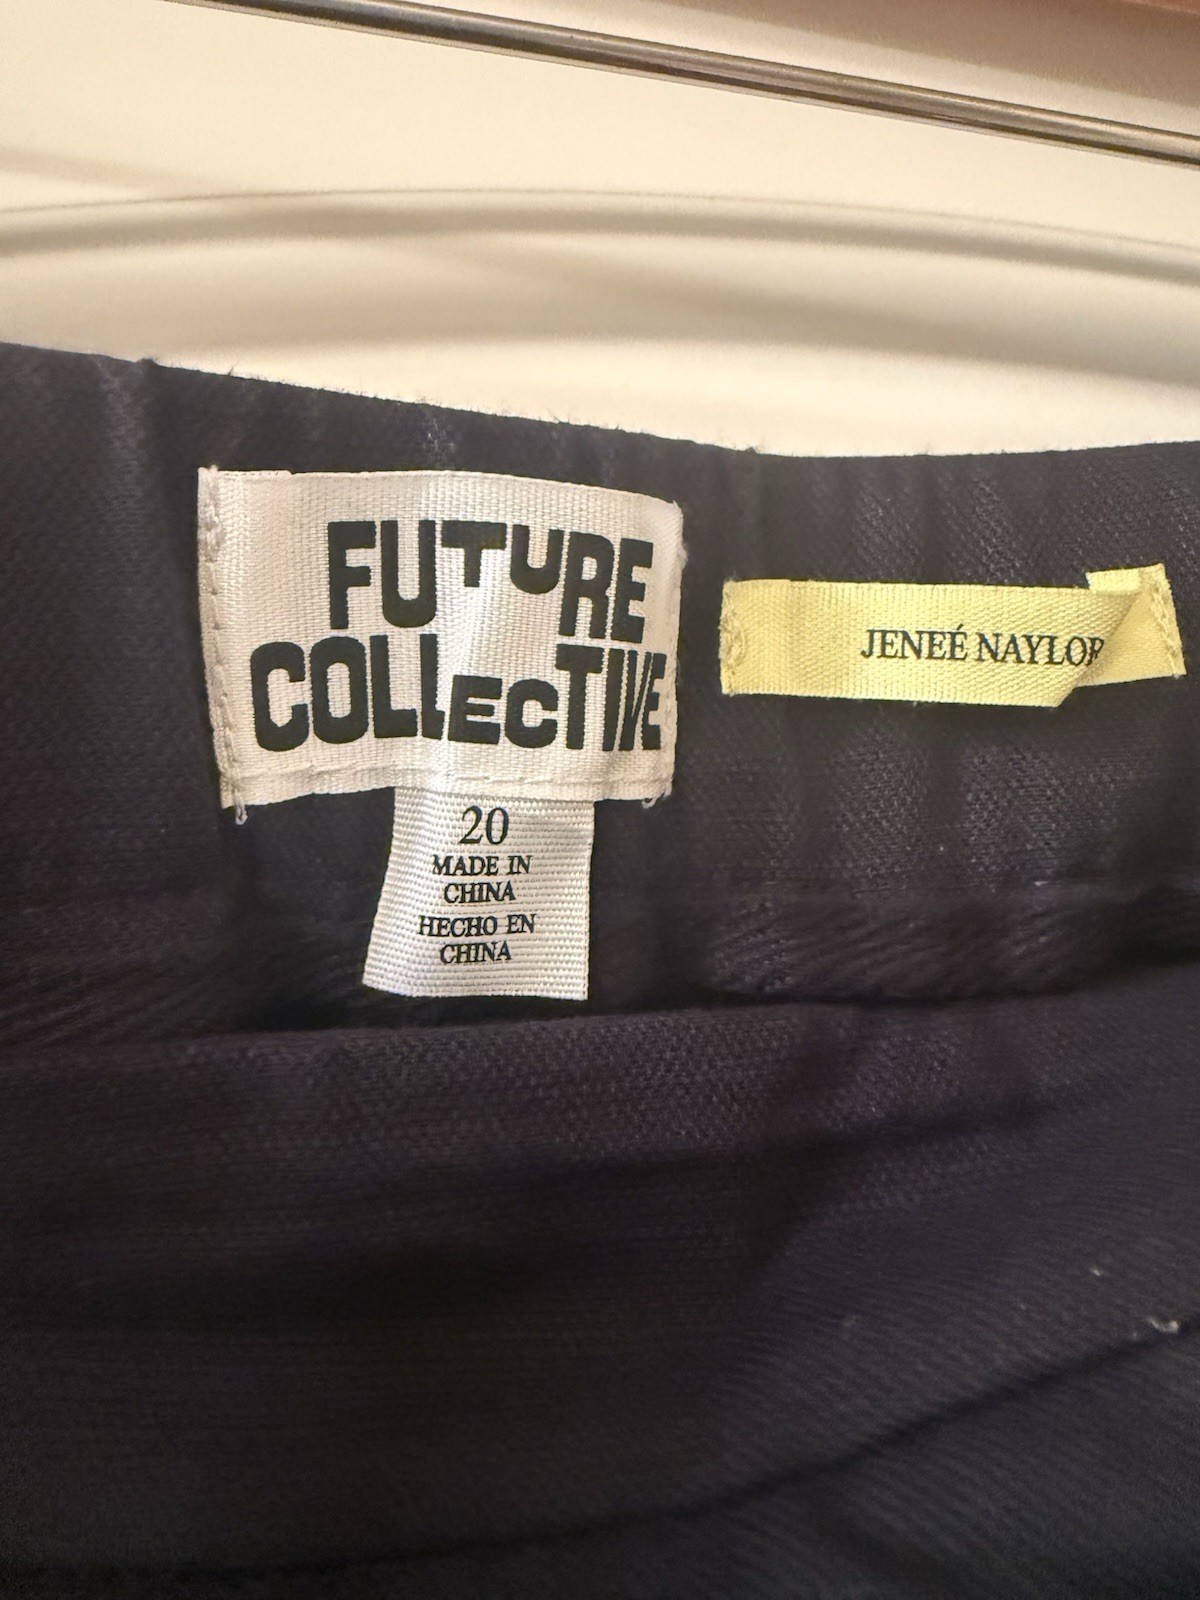 FUTURE
COLLECTIVE
20
MADE IN
CHINA
HECHO EN
CHINA
JENEÉ NAYLOR